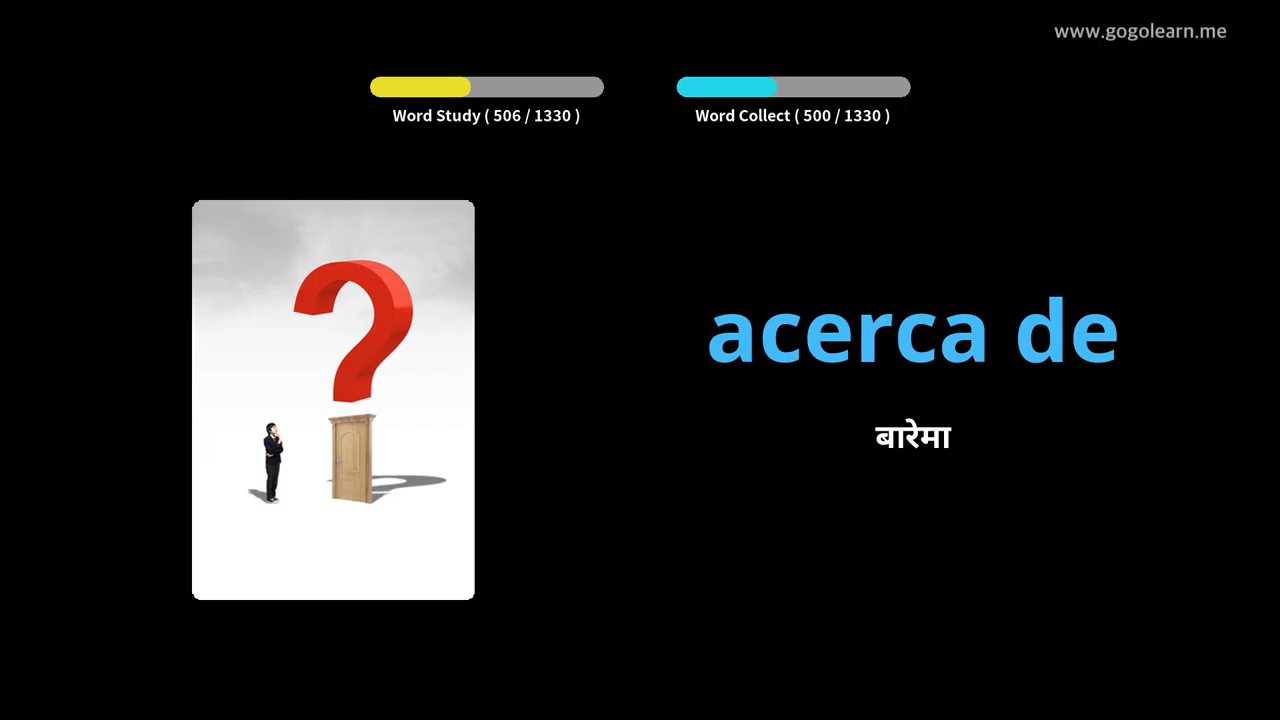 www.gogolearn.me
Word Study ( 506 / 1330 )
Word Collect ( 500 / 1330 )
acerca de
बारेमा